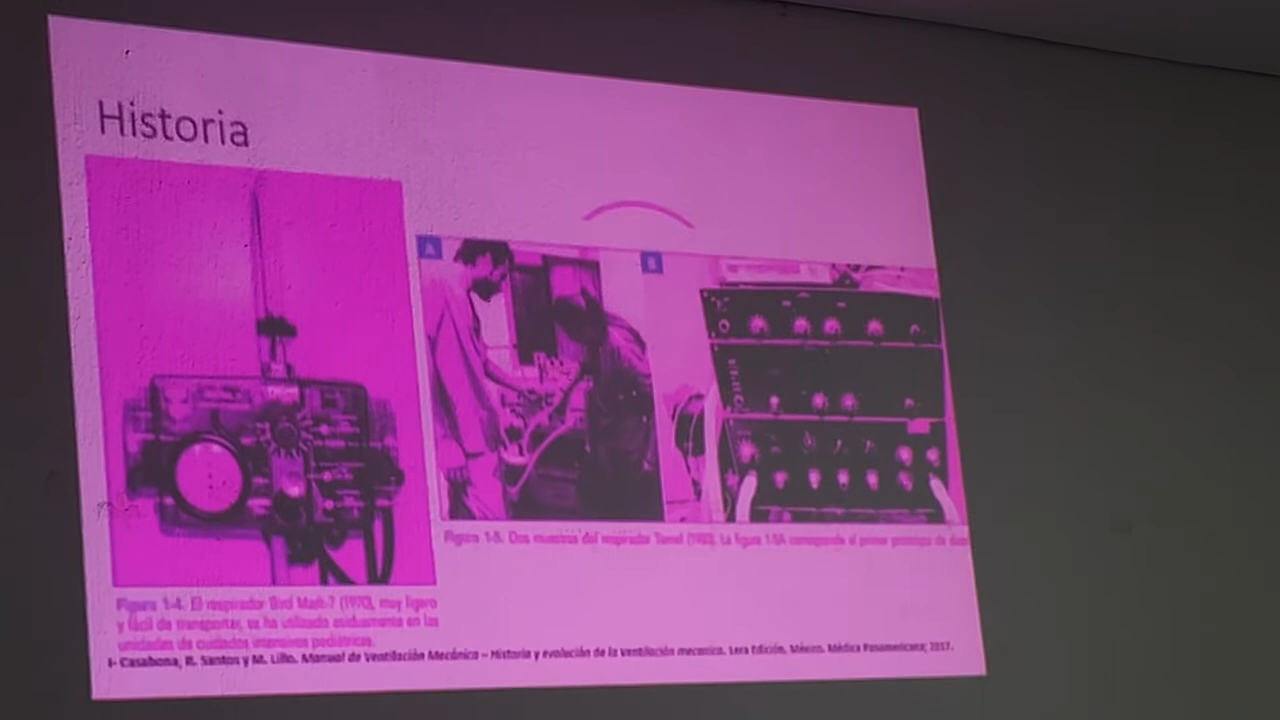 Historia
A
B
Figura 1-5. Dos muestras del respirador Temel (1980). La figura 1-5A corresponde al primer prototipo de
Figura 1-4. El respirador Bird Mark-7 (1970), muy ligero
y fácil de transportar, se ha utilizado asiduamente en las
unidades de cuidados intensivos pediátricos.
I- Casabona, R. Santos y M. Lillo. Manual de Ventilación Mecánica – Historia y evolución de la ventilación mecanica. 1era Edición, México. Médica Panamericana; 2017.